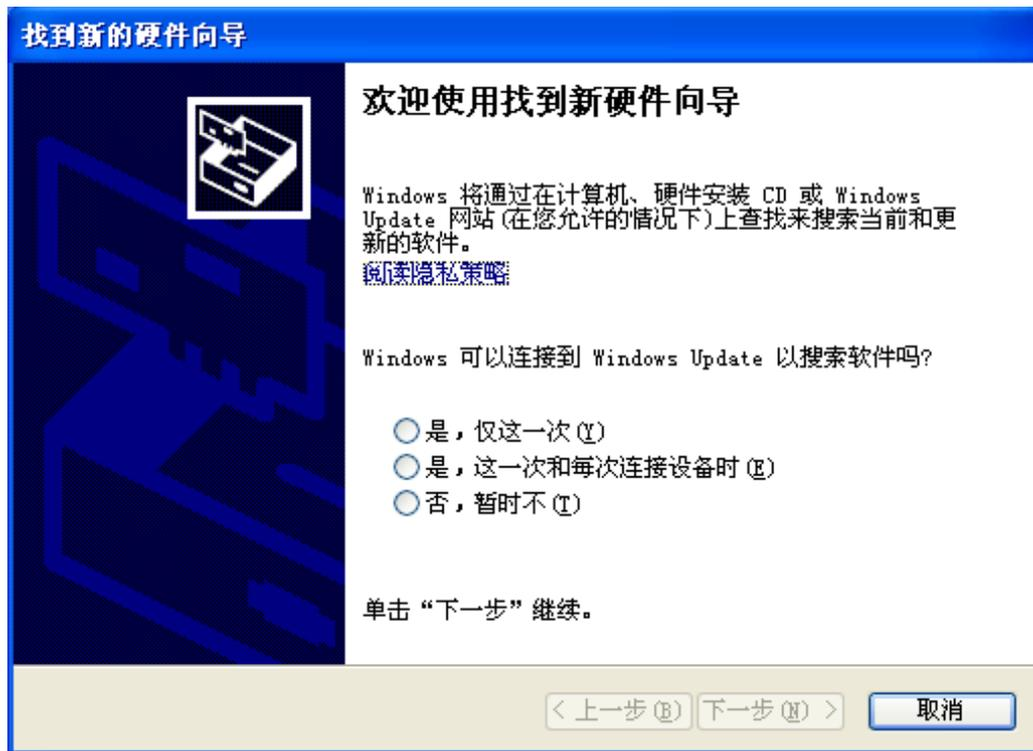 找到新的硬件向导
欢迎使用找到新硬件向导
Windows 将通过在计算机、硬件安装 CD 或 Windows
Update 网站(在您允许的情况下)上查找来搜索当前和更
新的软件。
阅读隐私策略
Windows 可以连接到 Windows Update 以搜索软件吗?
是，仅这一次(Y)
是，这一次和每次连接设备时(E)
否，暂时不(T)
单击“下一步”继续。
< 上一步(B) 下一步(N) > 取消